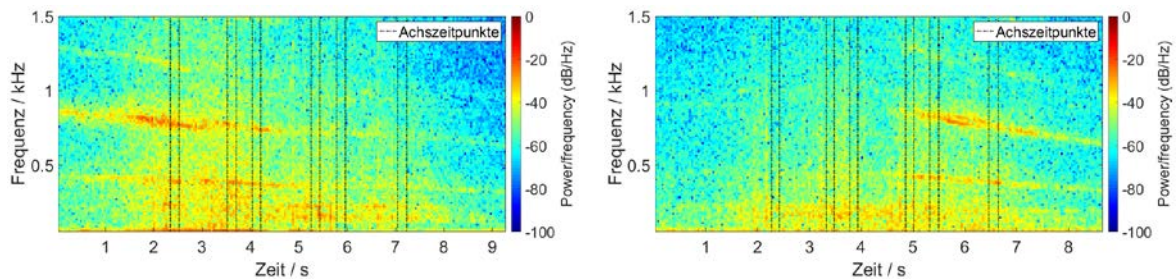 1.5
1
0.5
Frequenz / kHz
1 2 3 4 5 6 7 8 9
Zeit / s
Achszeitpunkte
0
-20
-40
-60
-80
-100
Power/frequency (dB/Hz)
1.5
1
0.5
Frequenz / kHz
1 2 3 4 5 6 7 8
Zeit / s
Achszeitpunkte
0
-20
-40
-60
-80
-100
Power/frequency (dB/Hz)